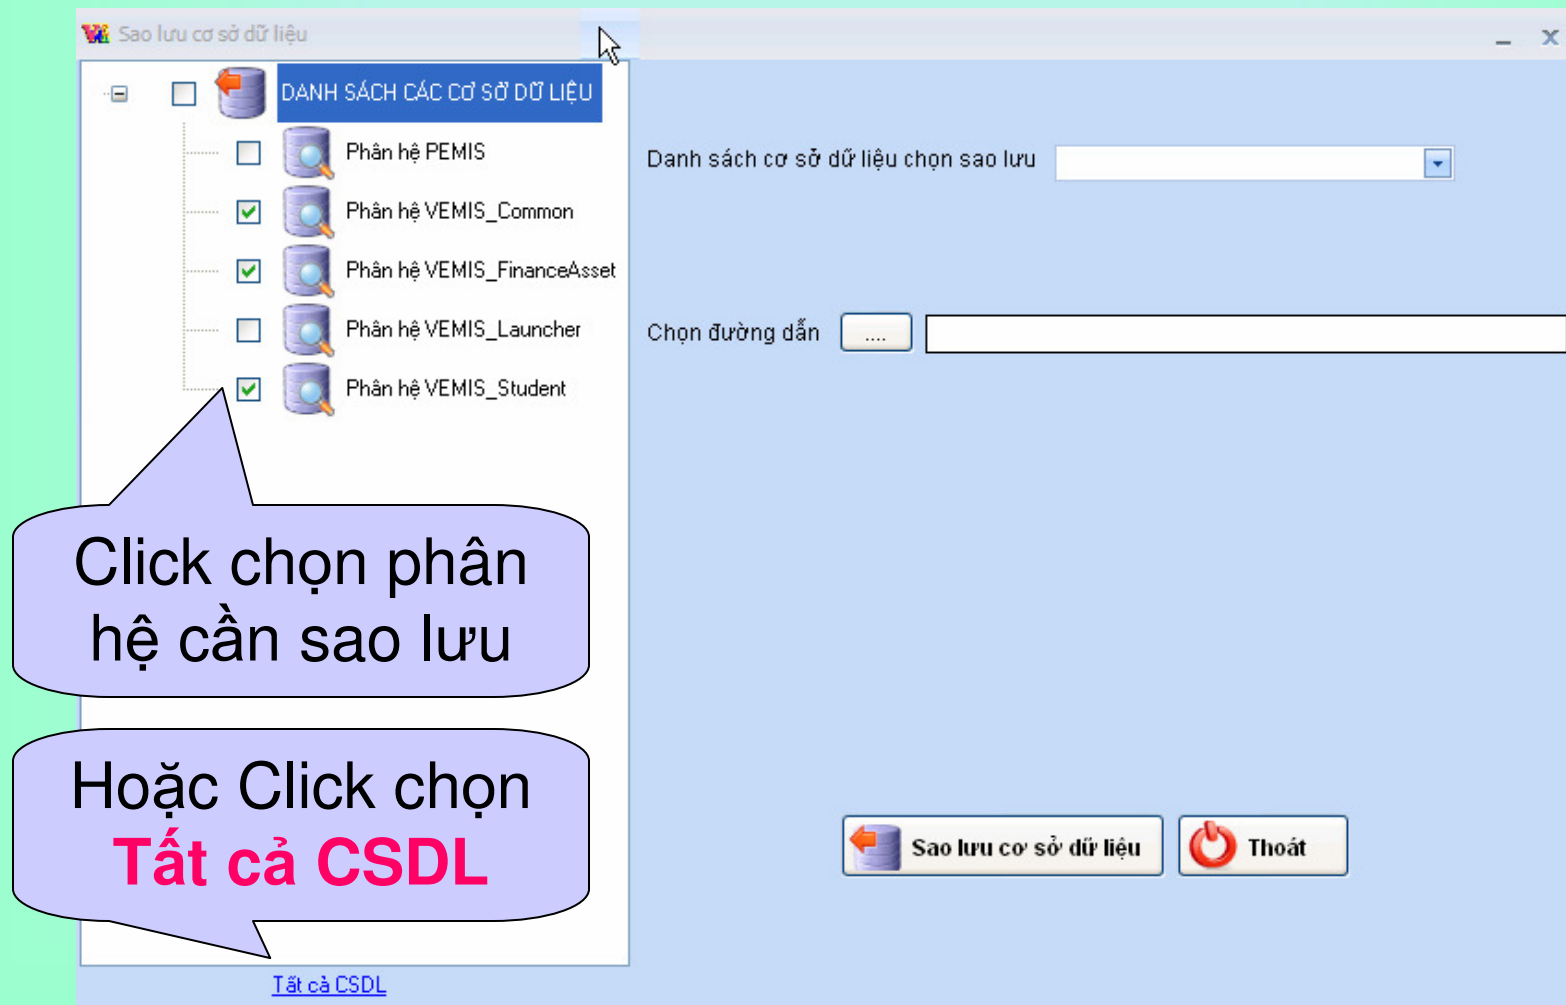 Sao lưu cơ sở dữ liệu
DANH SÁCH CÁC CƠ SỞ DỮ LIỆU
Phân hệ PEMIS
Phân hệ VEMIS_Common
Phân hệ VEMIS_FinanceAsset
Phân hệ VEMIS_Launcher
Phân hệ VEMIS_Student
Danh sách cơ sở dữ liệu chọn sao lưu
Chọn đường dẫn ....
Click chọn phân
hệ cần sao lưu
Hoặc Click chọn
Tất cả CSDL
Sao lưu cơ sở dữ liệu
Thoát
Tất cả CSDL